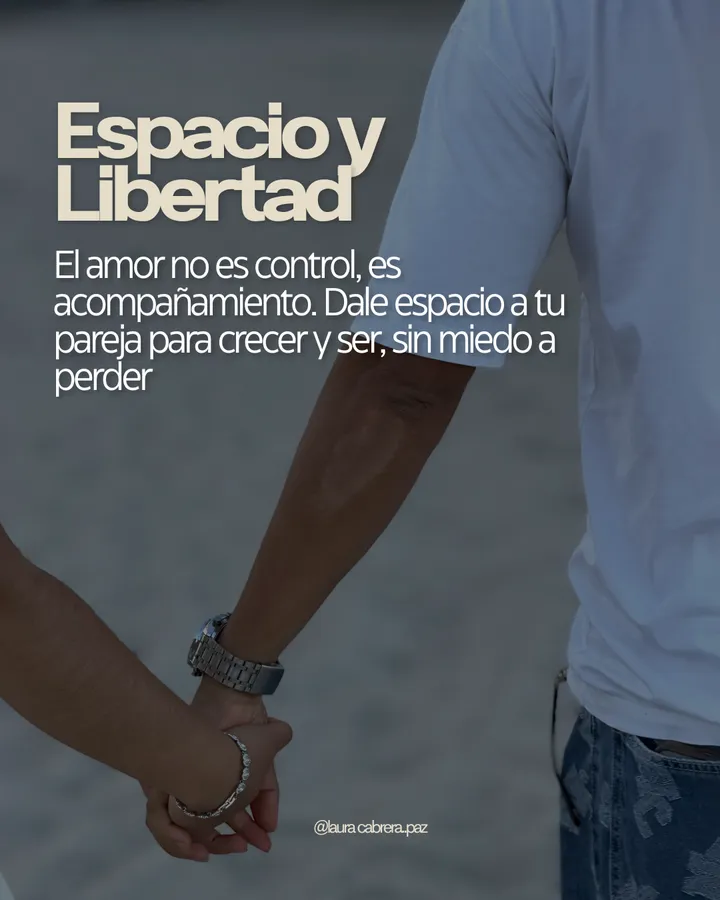 Espacio y
Libertad
El amor no es control, es
acompañamiento. Dale espacio a tu
pareja para crecer y ser, sin miedo a
perder
@laura cabrera.paz